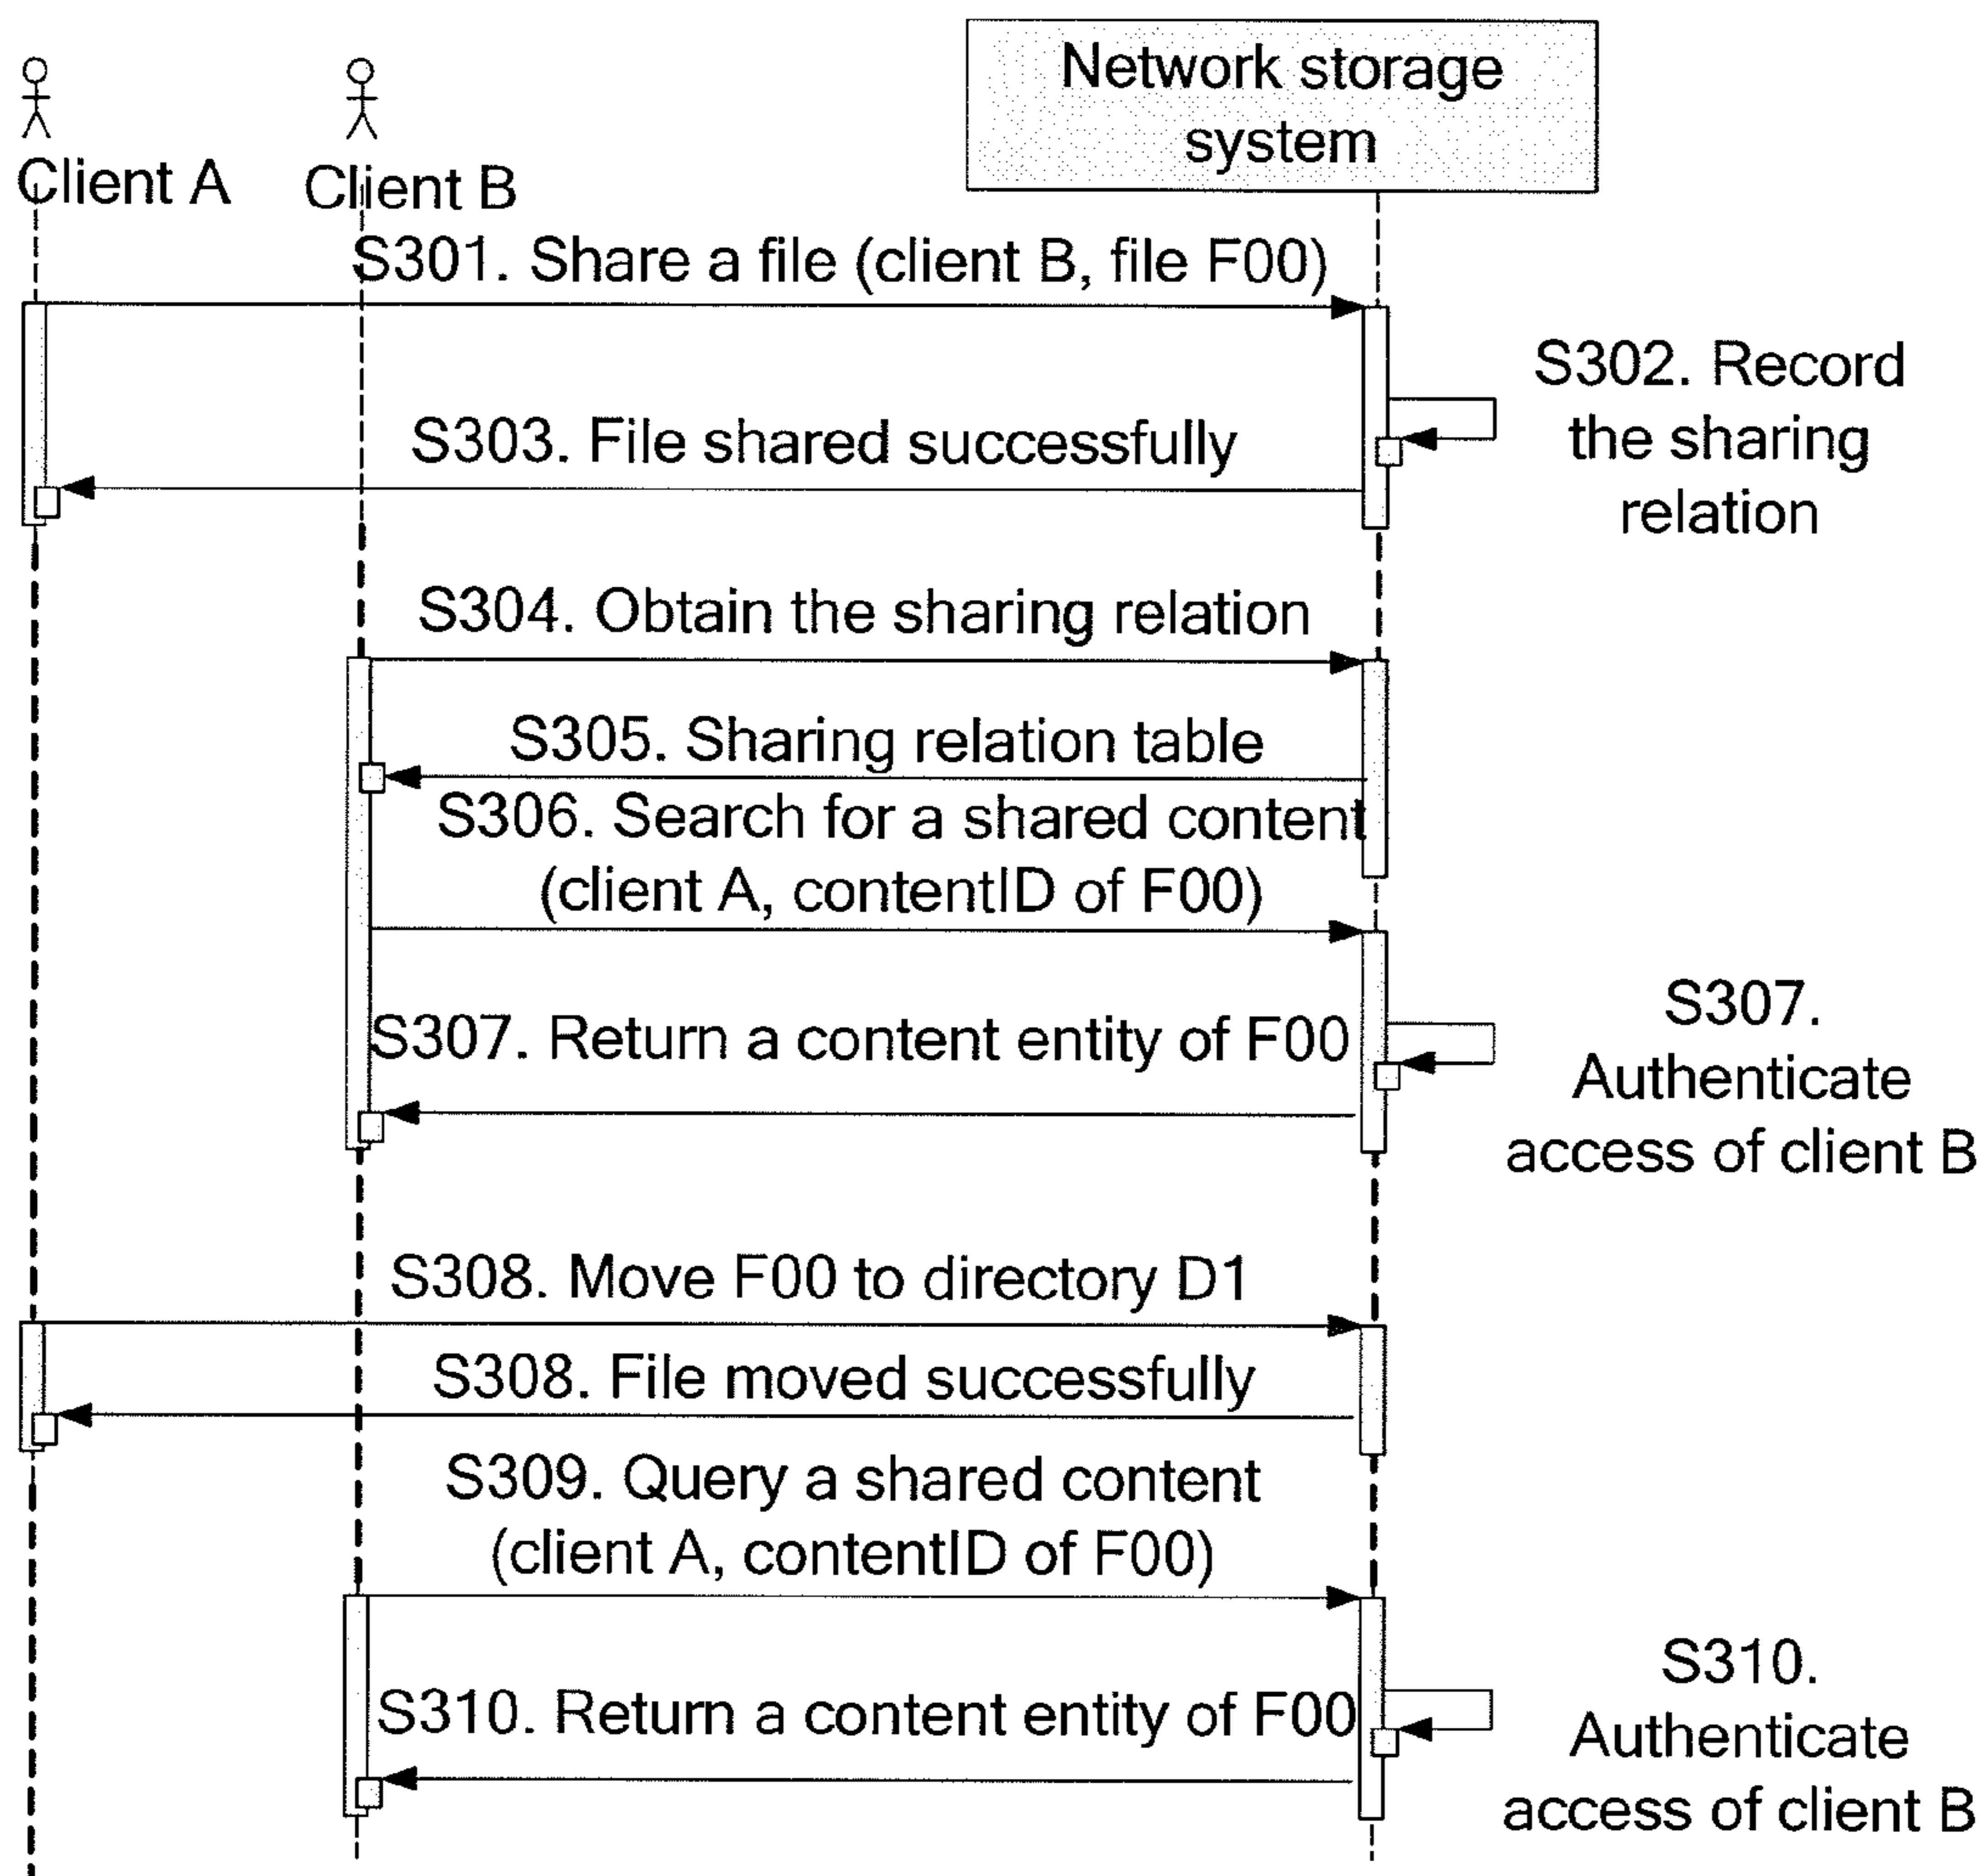 Network storage
system
Client A
Client B
S301. Share a file (client B, file F00)
S302. Record
the sharing
relation
S303. File shared successfully
S304. Obtain the sharing relation
S305. Sharing relation table
S306. Search for a shared content
(client A, contentID of F00)
S307. Return a content entity of F00
S307.
Authenticate
access of client B
S308. Move F00 to directory D1
S308. File moved successfully
S309. Query a shared content
(client A, contentID of F00)
S310. Return a content entity of F00
S310.
Authenticate
access of client B